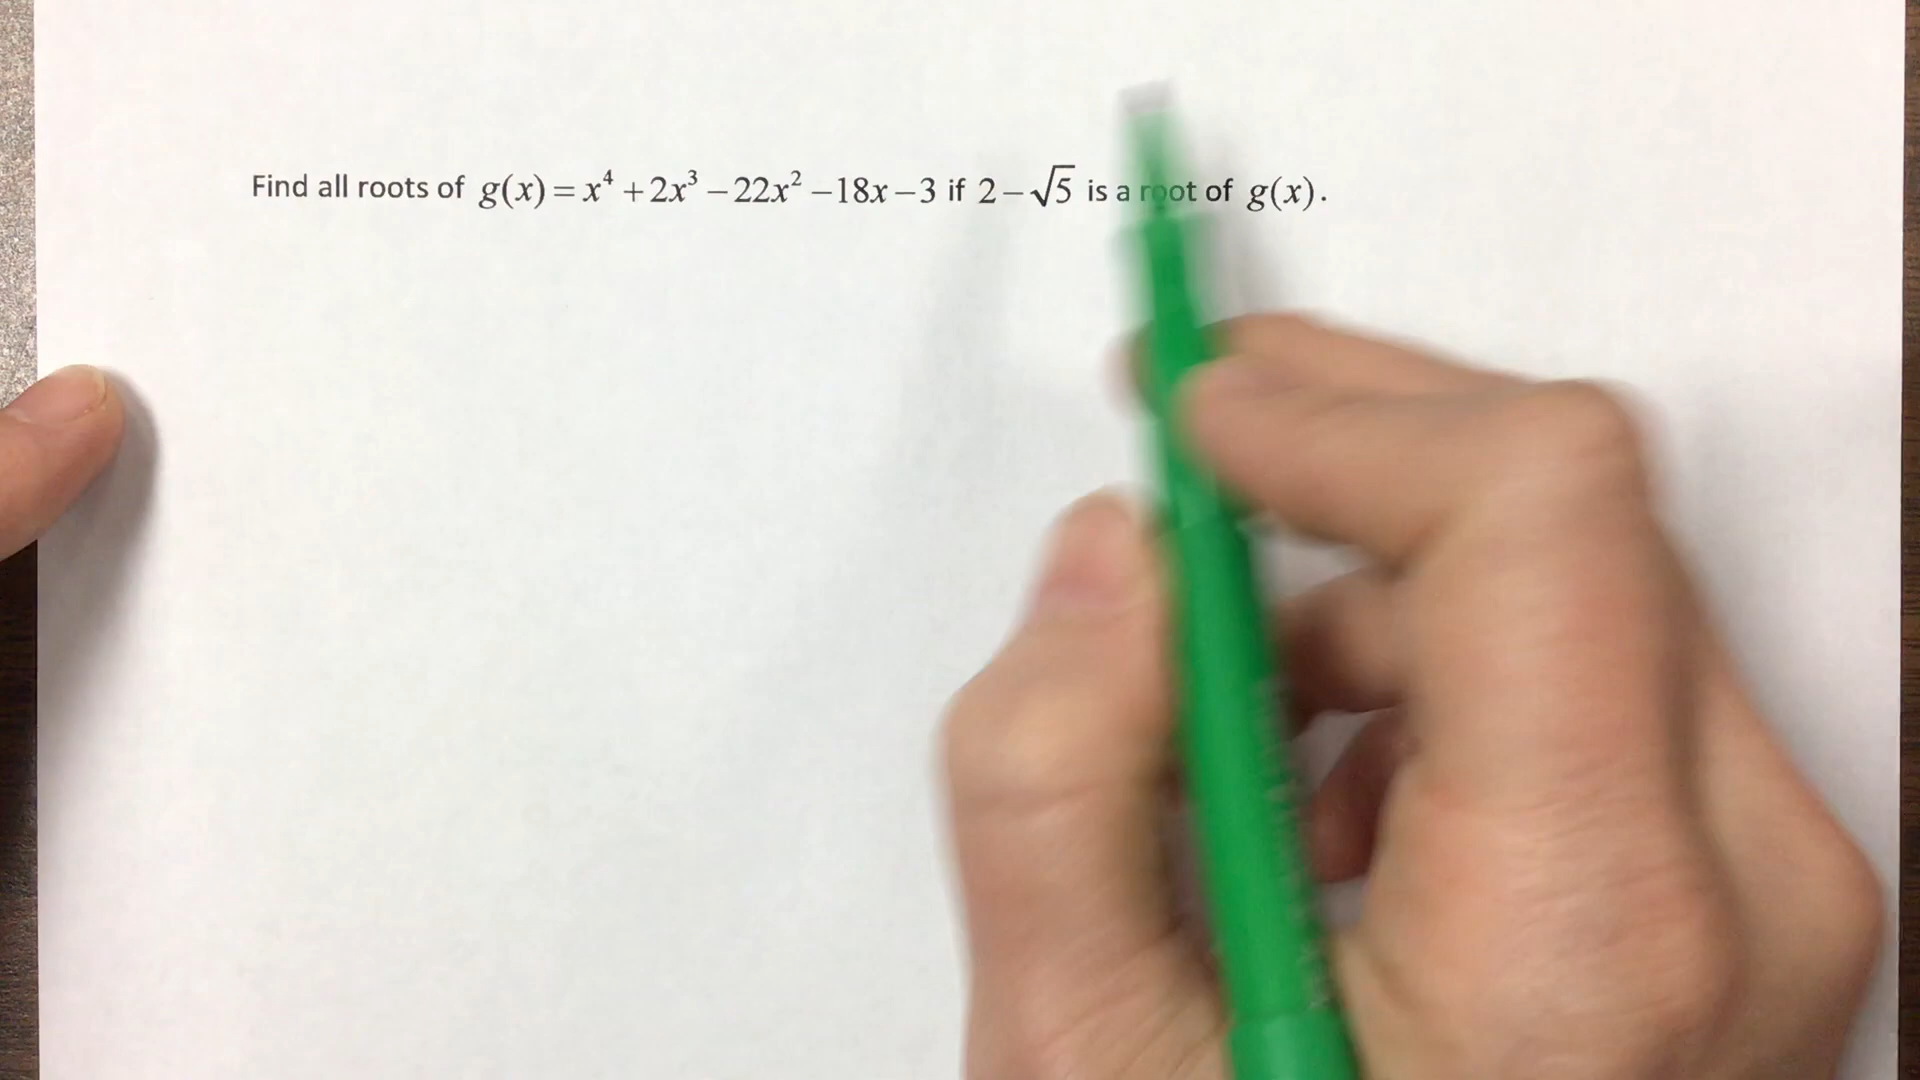 Find all roots of g(x)=x⁴+2x³−22x²−18x−3 if 2−√5 is a root of g(x).